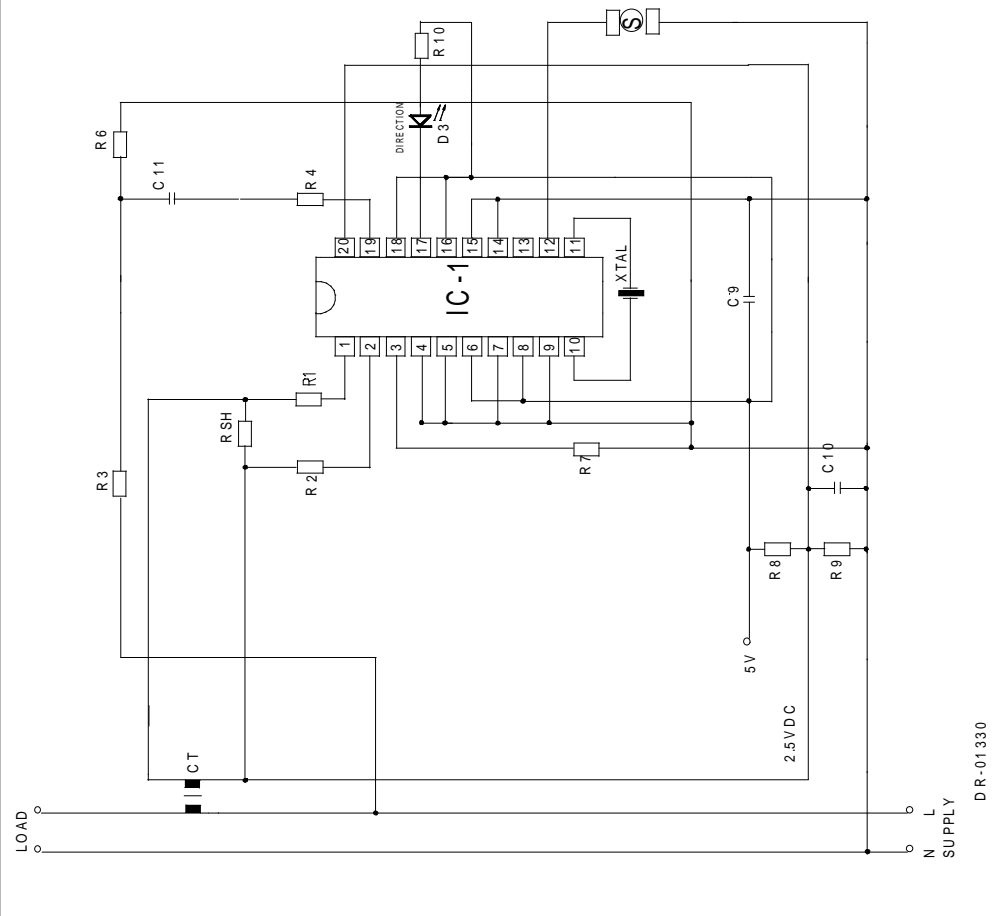 R10
S
R6
C11
R4
DIRECTION
D3
20
19
18
17
16
15
14
13
12
11
IC-1
XTAL
C9
1
2
3
4
5
6
7
8
9
10
R1
RSH
R2
R3
R7
C10
R8
R9
5V
2.5VDC
CT
LOAD
L
N
SUPPLY
DR-01330